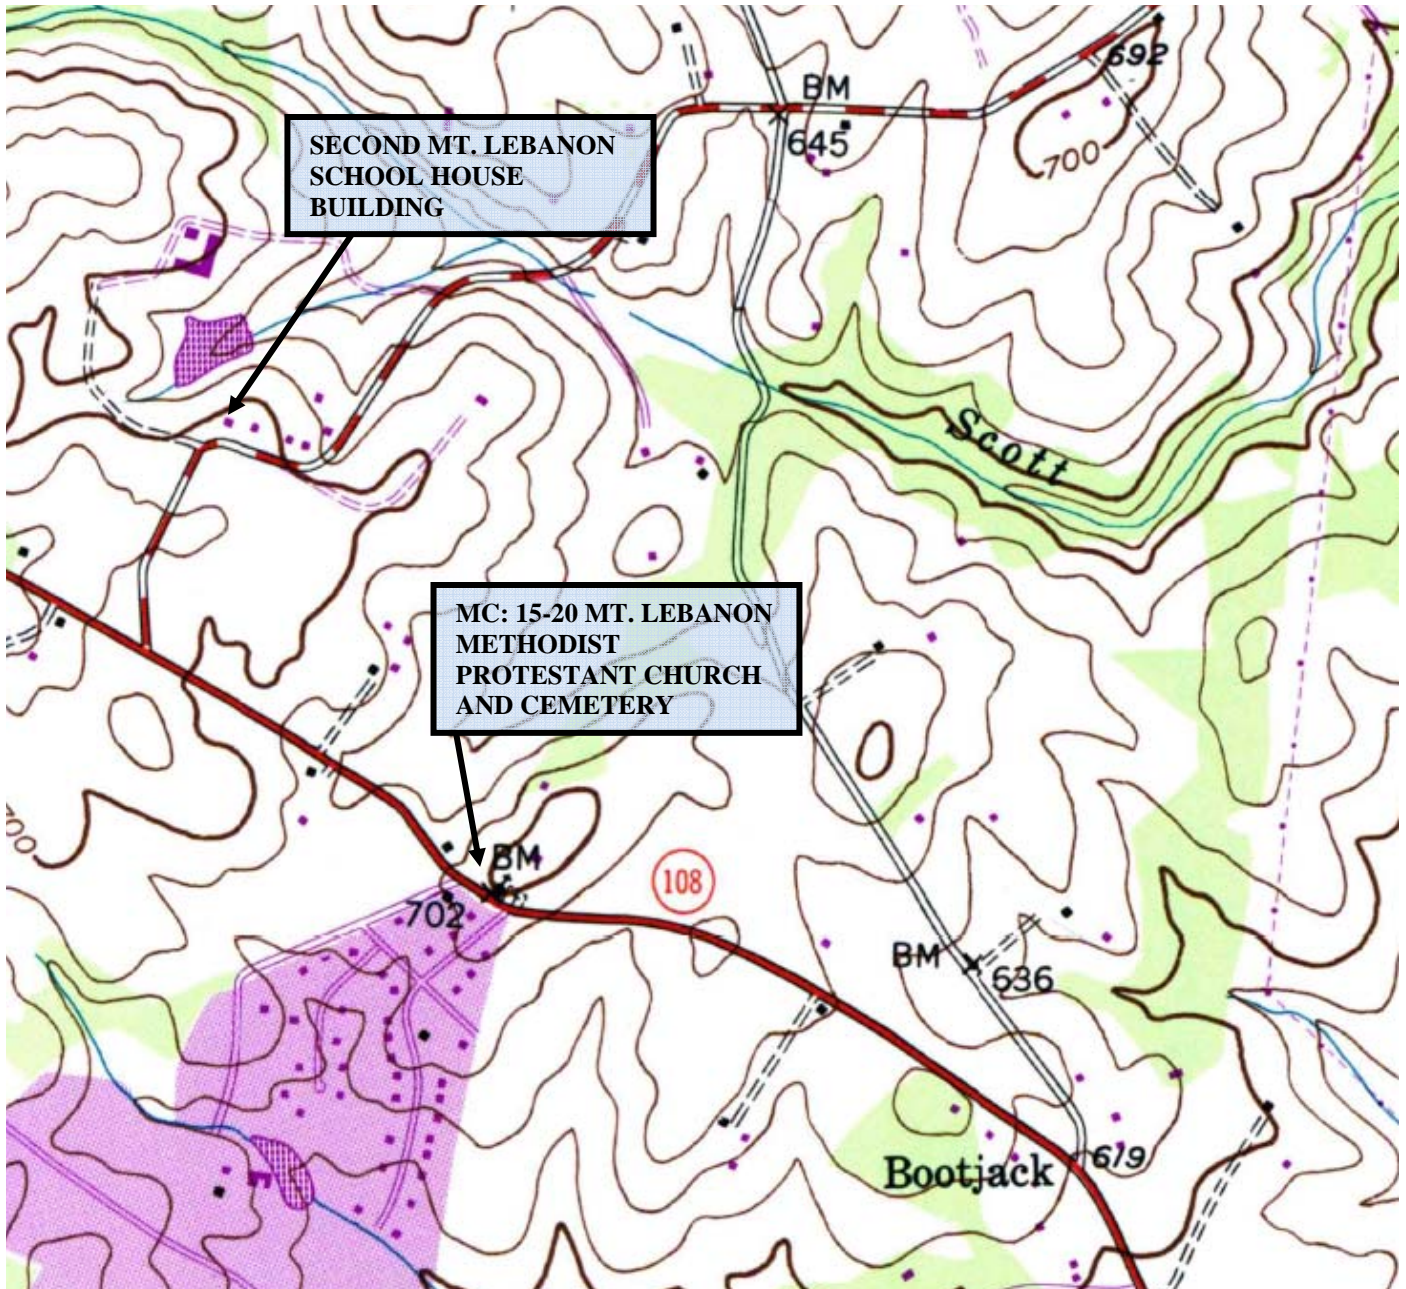 692
BM
645
SECOND MT. LEBANON
SCHOOL HOUSE
BUILDING
700
Scott
MC: 15-20 MT. LEBANON
METHODIST
PROTESTANT CHURCH
AND CEMETERY
BM
702
108
BM
636
Bootjack
619